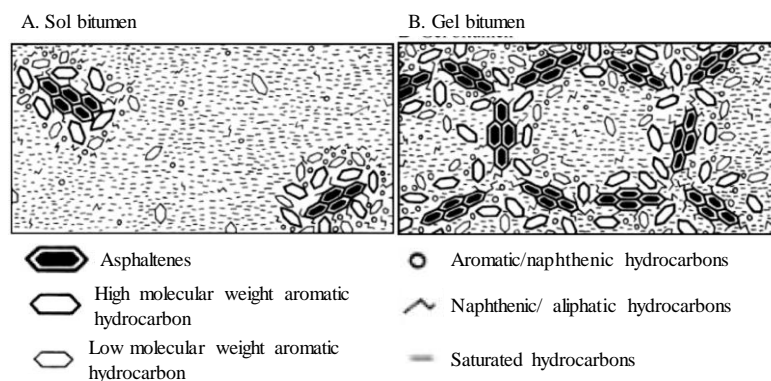 A. Sol bitumen
B. Gel bitumen
Asphaltenes
High molecular weight aromatic
hydrocarbon
Low molecular weight aromatic
hydrocarbon
Aromatic/naphthenic hydrocarbons
Naphthenic/ aliphatic hydrocarbons
Saturated hydrocarbons